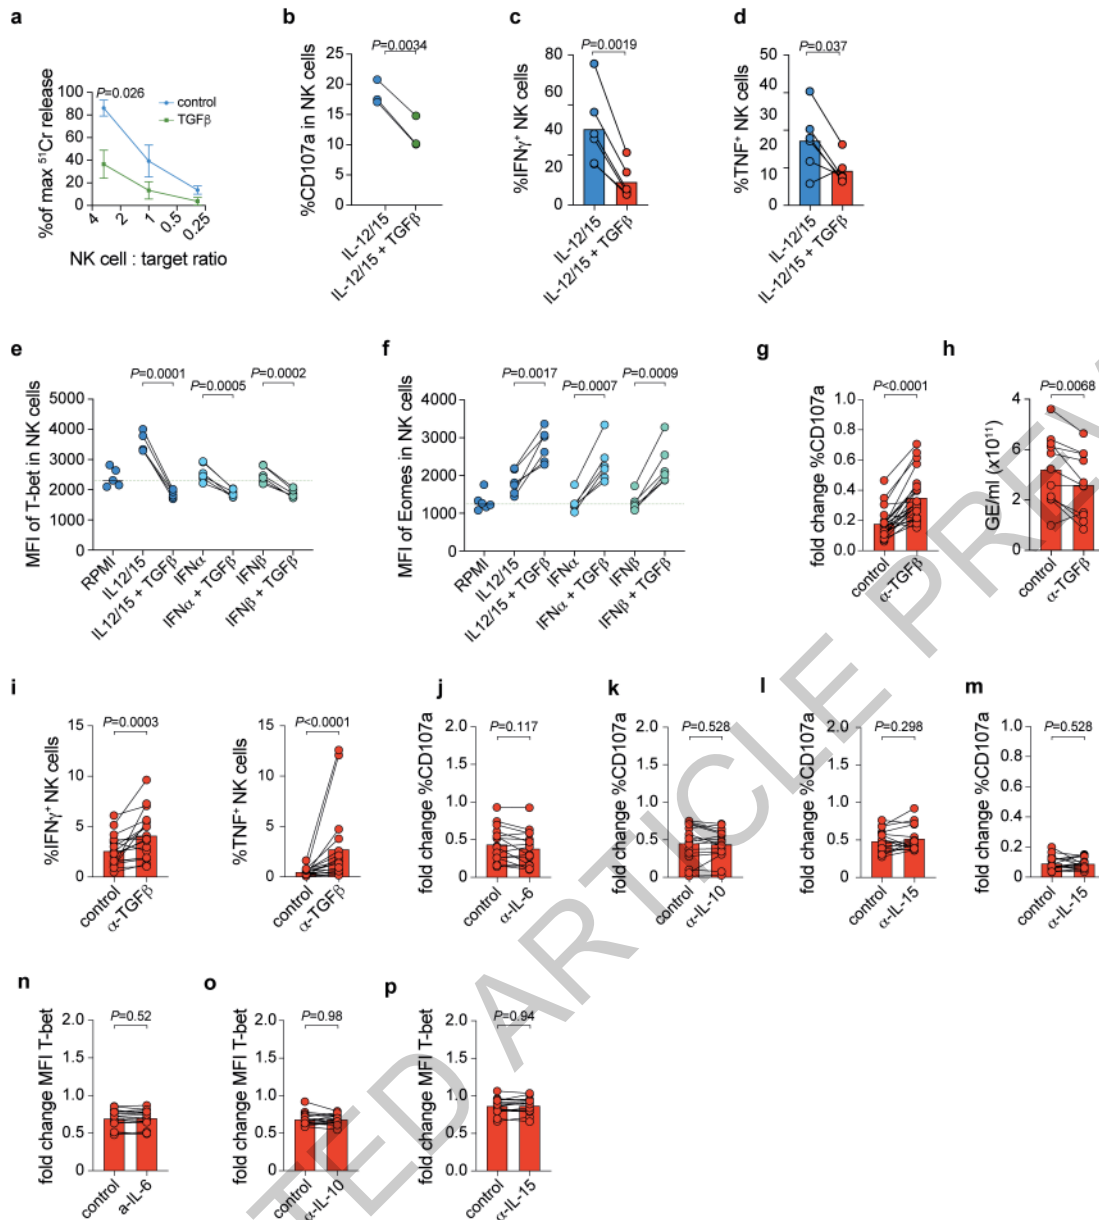 a
P=0.026
control
TGFβ
%of max ⁵¹Cr release
100
80
60
40
20
0
4
2
1
0.5
0.25
NK cell : target ratio
b
P=0.0034
%CD107a in NK cells
25
20
15
10
5
0
IL-12/15
IL-12/15 + TGFβ
c
P=0.0019
%IFNγ⁺ NK cells
80
60
40
20
0
IL-12/15
IL-12/15 + TGFβ
d
P=0.037
%TNF⁺ NK cells
50
40
30
20
10
0
IL-12/15
IL-12/15 + TGFβ
e
P=0.0001
P=0.0005
P=0.0002
MFI of T-bet in NK cells
5000
4000
3000
2000
1000
0
RPMI
IL12/15
IL12/15 + TGFβ
IFNα
IFNα + TGFβ
IFNβ
IFNβ + TGFβ
f
P=0.0017
P=0.0007
P=0.0009
MFI of Eomes in NK cells
4000
3000
2000
1000
0
RPMI
IL12/15
IL12/15 + TGFβ
IFNα
IFNα + TGFβ
IFNβ
IFNβ + TGFβ
g
P<0.0001
fold change %CD107a
1.0
0.8
0.6
0.4
0.2
0.0
control
α-TGFβ
h
P=0.0068
GE/ml (x10¹¹)
4
2
0
control
α-TGFβ
i
P=0.0003
%IFNγ⁺ NK cells
15
10
5
0
control
α-TGFβ
P<0.0001
%TNF⁺ NK cells
15
10
5
0
control
α-TGFβ
j
P=0.117
fold change %CD107a
2.0
1.5
1.0
0.5
0.0
control
α-IL-6
k
P=0.528
fold change %CD107a
2.0
1.5
1.0
0.5
0.0
control
α-IL-10
l
P=0.298
fold change %CD107a
2.0
1.5
1.0
0.5
0.0
control
α-IL-15
m
P=0.528
fold change %CD107a
1.0
0.8
0.6
0.4
0.2
0
control
α-IL-15
n
P=0.52
fold change MFI T-bet
2.0
1.5
1.0
0.5
0
control
a-IL-6
o
P=0.98
fold change MFI T-bet
2.0
1.5
1.0
0.5
0.0
control
α-IL-10
p
P=0.94
fold change MFI T-bet
2.0
1.5
1.0
0.5
0.0
control
α-IL-15
TED ARTICLE PREV